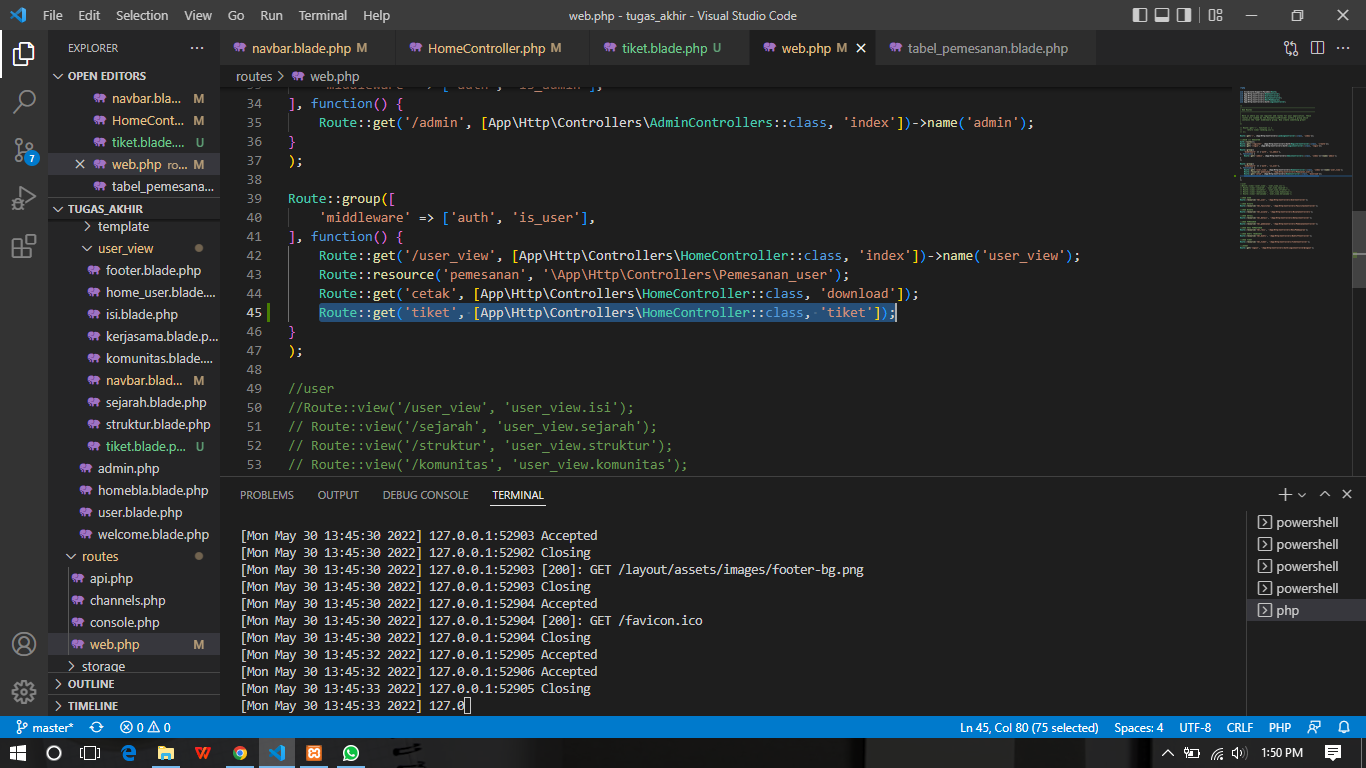 File Edit Selection View Go Run Terminal Help
web.php - tugas_akhir - Visual Studio Code
EXPLORER
OPEN EDITORS
navbar.bla... M
HomeCont... M
tiket.blade.... U
web.php ro... M
tabel_pemesana...
TUGAS_AKHIR
template
user_view
footer.blade.php
home_user.blade....
isi.blade.php
kerjasama.blade.p...
komunitas.blade....
navbar.blad... M
sejarah.blade.php
struktur.blade.php
tiket.blade.p... U
admin.php
homebla.blade.php
user.blade.php
welcome.blade.php
routes
api.php
channels.php
console.php
web.php M
storage
OUTLINE
TIMELINE
7
navbar.blade.php M
HomeController.php M
tiket.blade.php U
web.php M
tabel_pemesanan.blade.php
routes > web.php
'middleware' => ['auth', 'is_admin'],
34 ], function() {
35 Route::get('/admin', [App\Http\Controllers\AdminControllers::class, 'index'])->name('admin');
36 }
37 );
38
39 Route::group([
40 'middleware' => ['auth', 'is_user'],
41 ], function() {
42 Route::get('/user_view', [App\Http\Controllers\HomeController::class, 'index'])->name('user_view');
43 Route::resource('pemesanan', '\App\Http\Controllers\Pemesanan_user');
44 Route::get('cetak', [App\Http\Controllers\HomeController::class, 'download']);
45 Route::get('tiket', [App\Http\Controllers\HomeController::class, 'tiket']);
46 }
47 );
48
49 //user
50 //Route::view('/user_view', 'user_view.isi');
51 // Route::view('/sejarah', 'user_view.sejarah');
52 // Route::view('/struktur', 'user_view.struktur');
53 // Route::view('/komunitas', 'user_view.komunitas');
PROBLEMS OUTPUT DEBUG CONSOLE TERMINAL
[Mon May 30 13:45:30 2022] 127.0.0.1:52903 Accepted
[Mon May 30 13:45:30 2022] 127.0.0.1:52902 Closing
[Mon May 30 13:45:30 2022] 127.0.0.1:52903 [200]: GET /layout/assets/images/footer-bg.png
[Mon May 30 13:45:30 2022] 127.0.0.1:52903 Closing
[Mon May 30 13:45:30 2022] 127.0.0.1:52904 Accepted
[Mon May 30 13:45:30 2022] 127.0.0.1:52904 [200]: GET /favicon.ico
[Mon May 30 13:45:30 2022] 127.0.0.1:52904 Closing
[Mon May 30 13:45:32 2022] 127.0.0.1:52905 Accepted
[Mon May 30 13:45:32 2022] 127.0.0.1:52906 Accepted
[Mon May 30 13:45:33 2022] 127.0.0.1:52905 Closing
[Mon May 30 13:45:33 2022] 127.0
powershell
powershell
powershell
powershell
php
master* 0 0
Ln 45, Col 80 (75 selected) Spaces: 4 UTF-8 CRLF PHP
1:50 PM